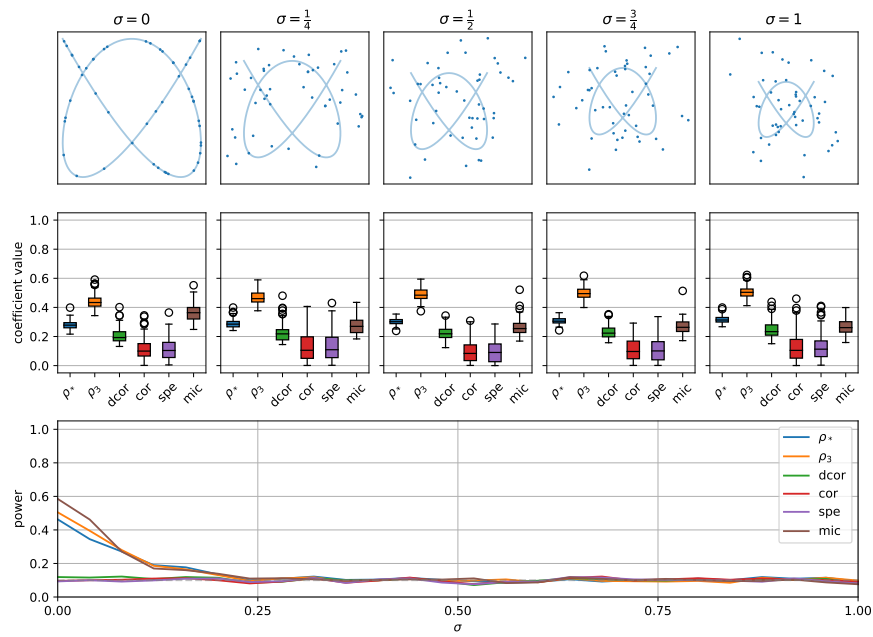 σ = 0 σ = 1/4 σ = 1/2 σ = 3/4 σ = 1
coefficient value
1.0
0.8
0.6
0.4
0.2
0.0
ρ* ρ3 dcor cor spe mic ρ* ρ3 dcor cor spe mic ρ* ρ3 dcor cor spe mic ρ* ρ3 dcor cor spe mic ρ* ρ3 dcor cor spe mic
power
1.0
0.8
0.6
0.4
0.2
0.0
ρ*
ρ3
dcor
cor
spe
mic
0.00 0.25 0.50 0.75 1.00
σ